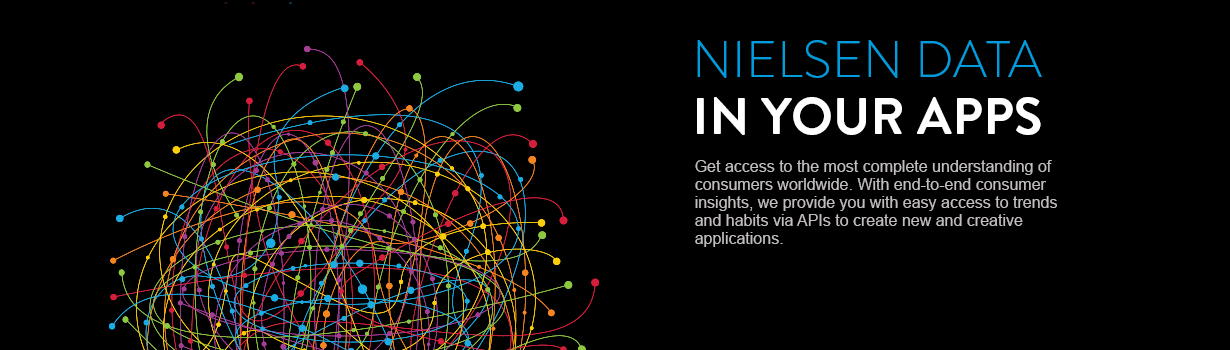 NIELSEN DATA
IN YOUR APPS
Get access to the most complete understanding of
consumers worldwide. With end-to-end consumer
insights, we provide you with easy access to trends
and habits via APIs to create new and creative
applications.